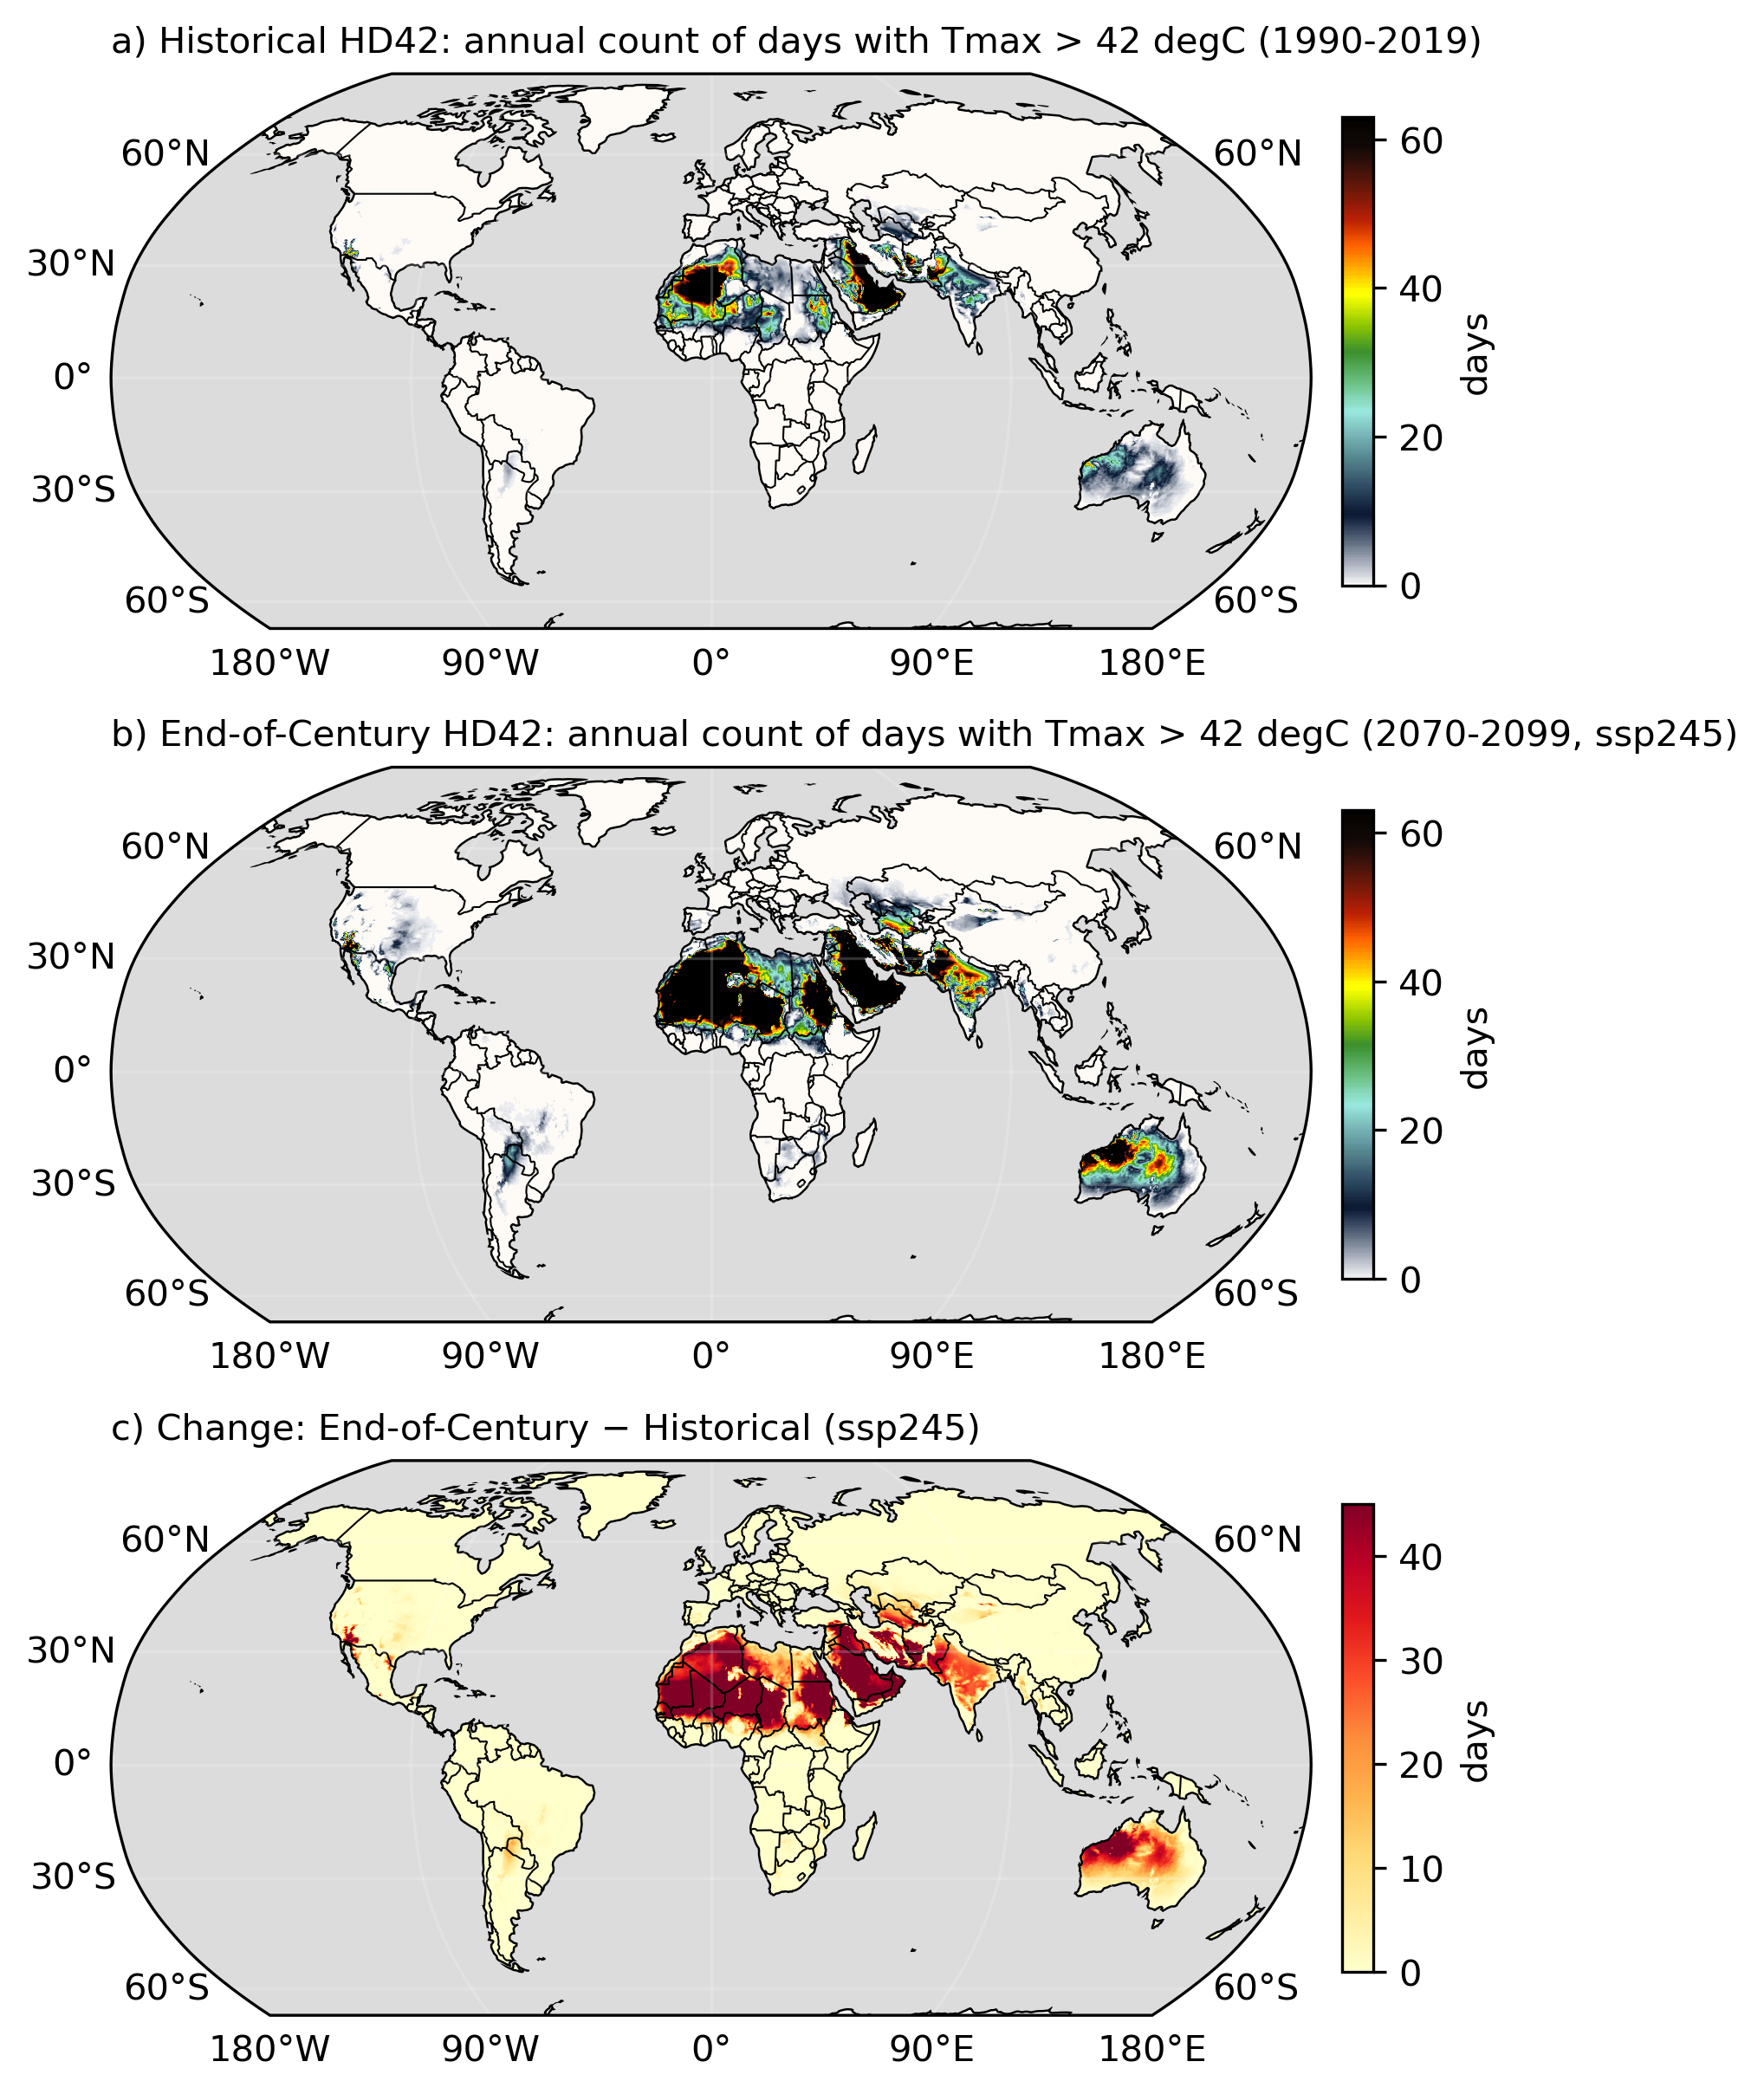 a) Historical HD42: annual count of days with Tmax > 42 degC (1990-2019)
60°N
60°N
30°N
0°
30°S
60°S
60°S
180°W 90°W 0° 90°E 180°E
60
40
20
0
days
b) End-of-Century HD42: annual count of days with Tmax > 42 degC (2070-2099, ssp245)
60°N
60°N
30°N
0°
30°S
60°S
60°S
180°W 90°W 0° 90°E 180°E
60
40
20
0
days
c) Change: End-of-Century − Historical (ssp245)
60°N
60°N
30°N
0°
30°S
60°S
60°S
180°W 90°W 0° 90°E 180°E
40
30
20
10
0
days